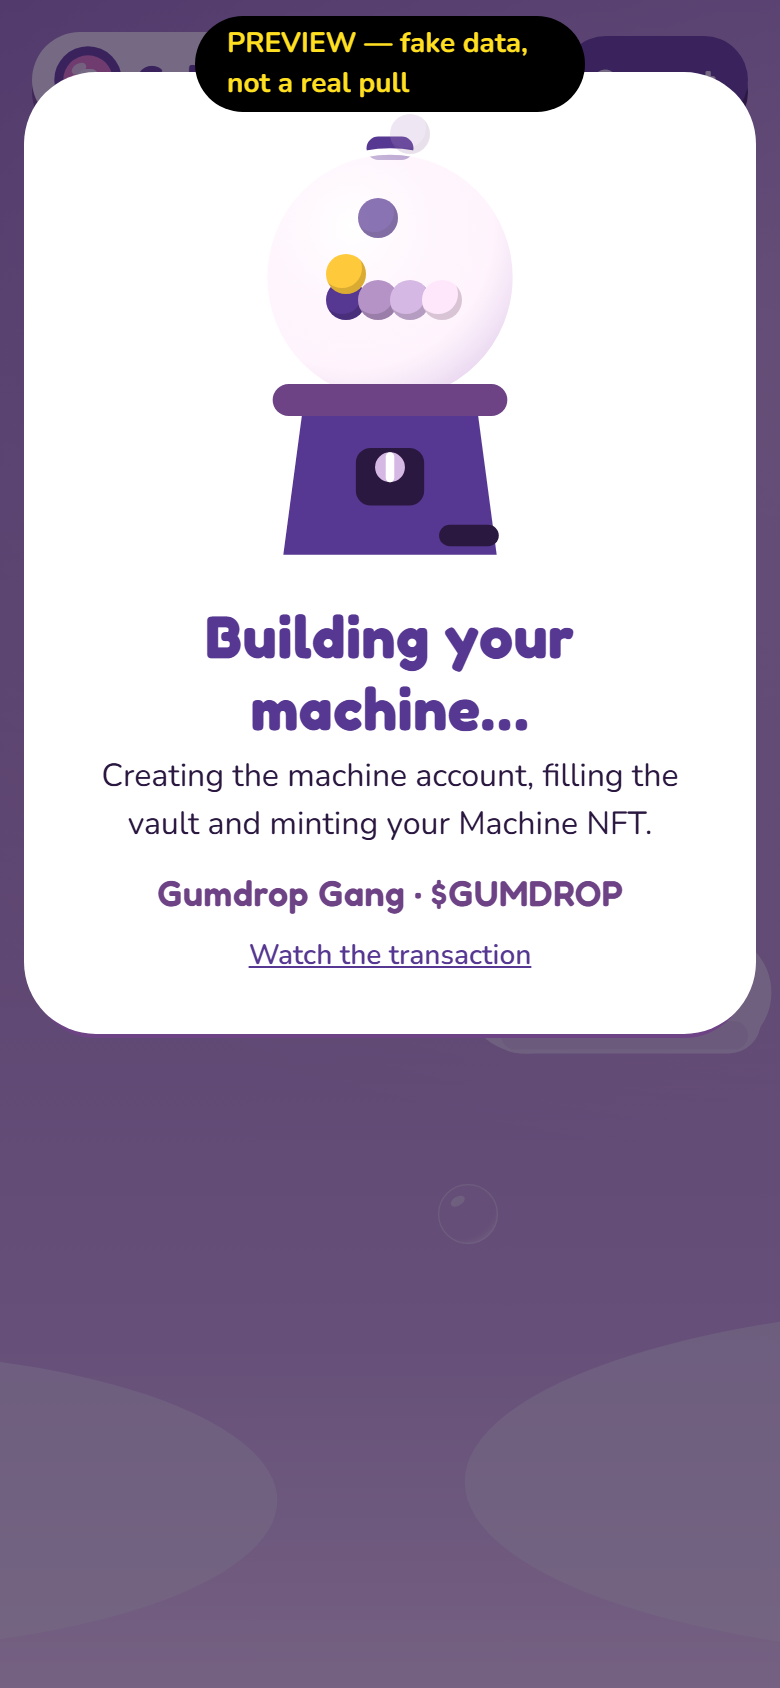 PREVIEW — fake data,
not a real pull
Building your
machine...
Creating the machine account, filling the
vault and minting your Machine NFT.
Gumdrop Gang · $GUMDROP
Watch the transaction